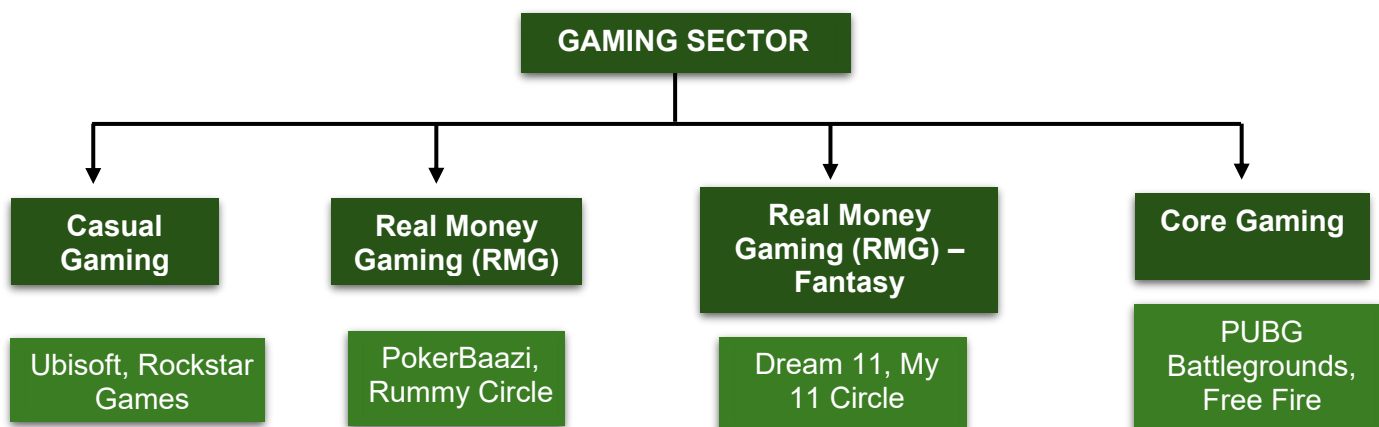 GAMING SECTOR
Casual
Gaming
Real Money
Gaming (RMG)
Real Money
Gaming (RMG) –
Fantasy
Core Gaming
Ubisoft, Rockstar
Games
PokerBaazi,
Rummy Circle
Dream 11, My
11 Circle
PUBG
Battlegrounds,
Free Fire